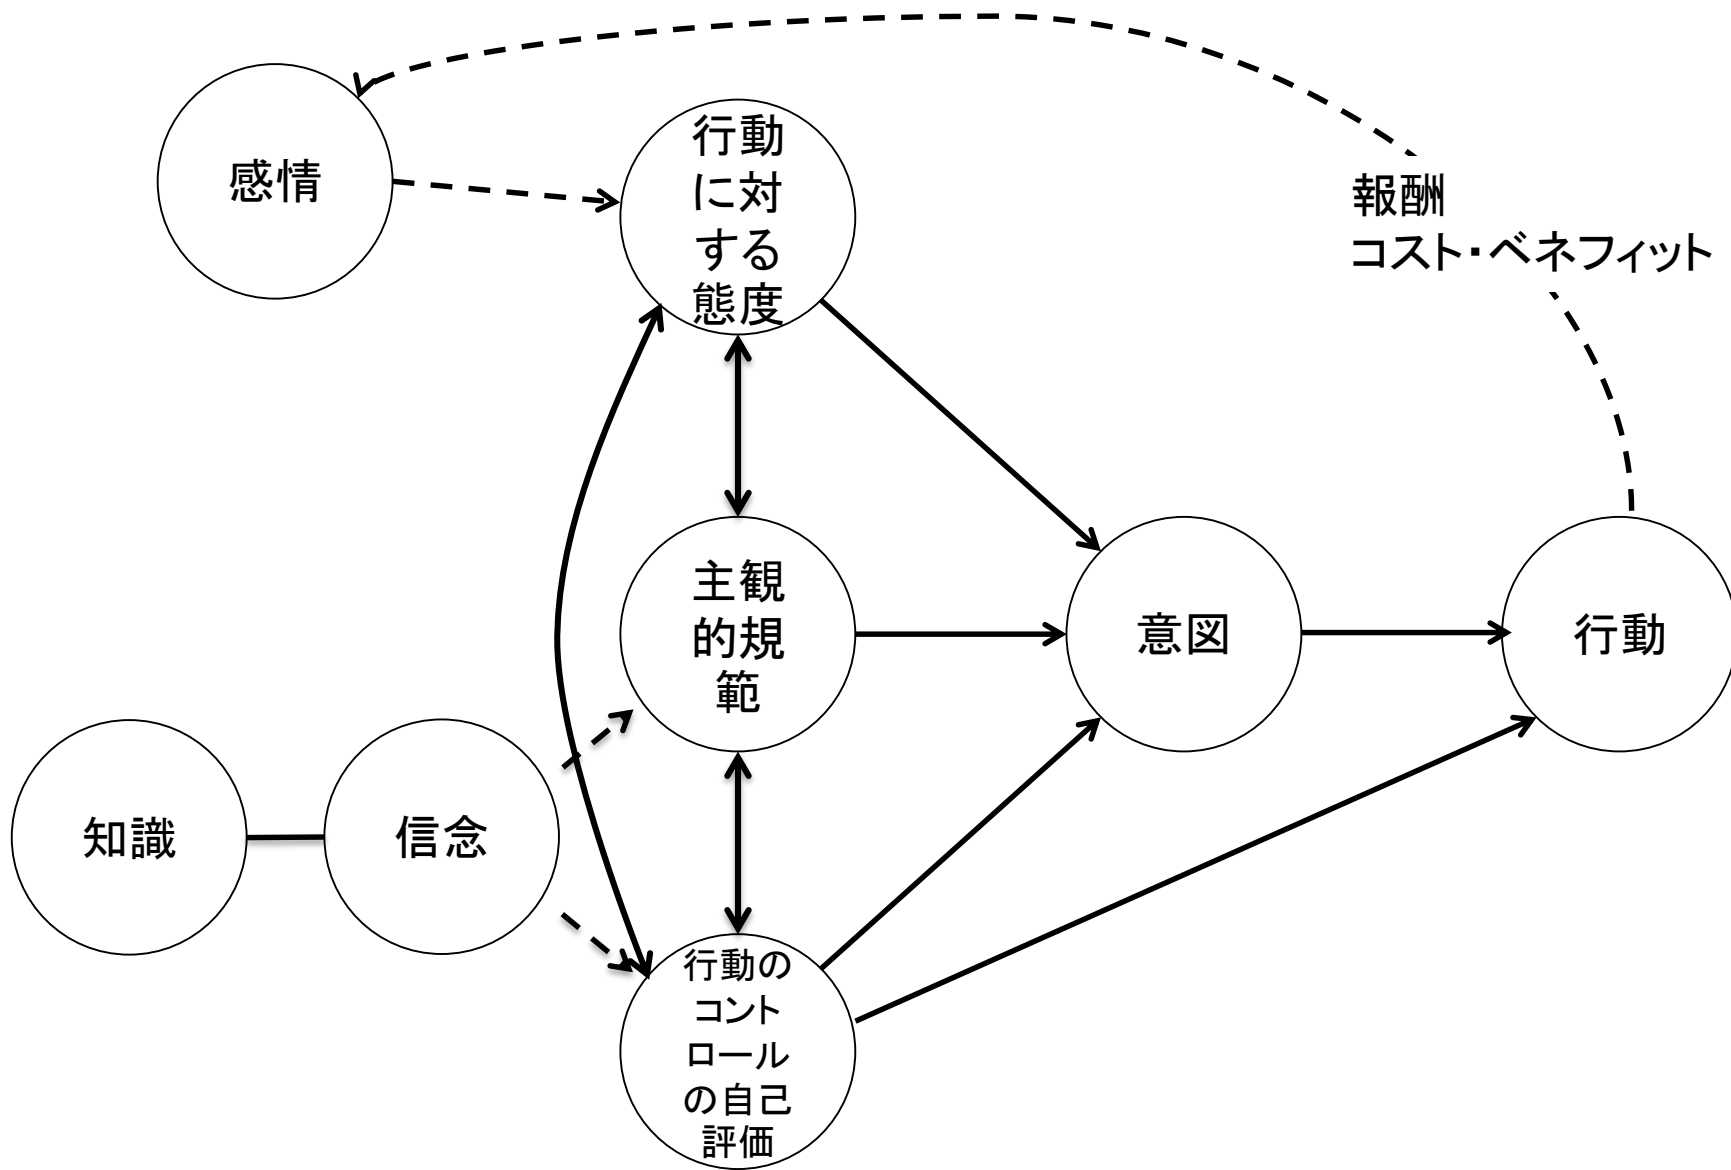 感情
行動
に対
する
態度
報酬
コスト・ベネフィット
主観
的規
範
意図
行動
知識
信念
行動の
コント
ロール
の自己
評価